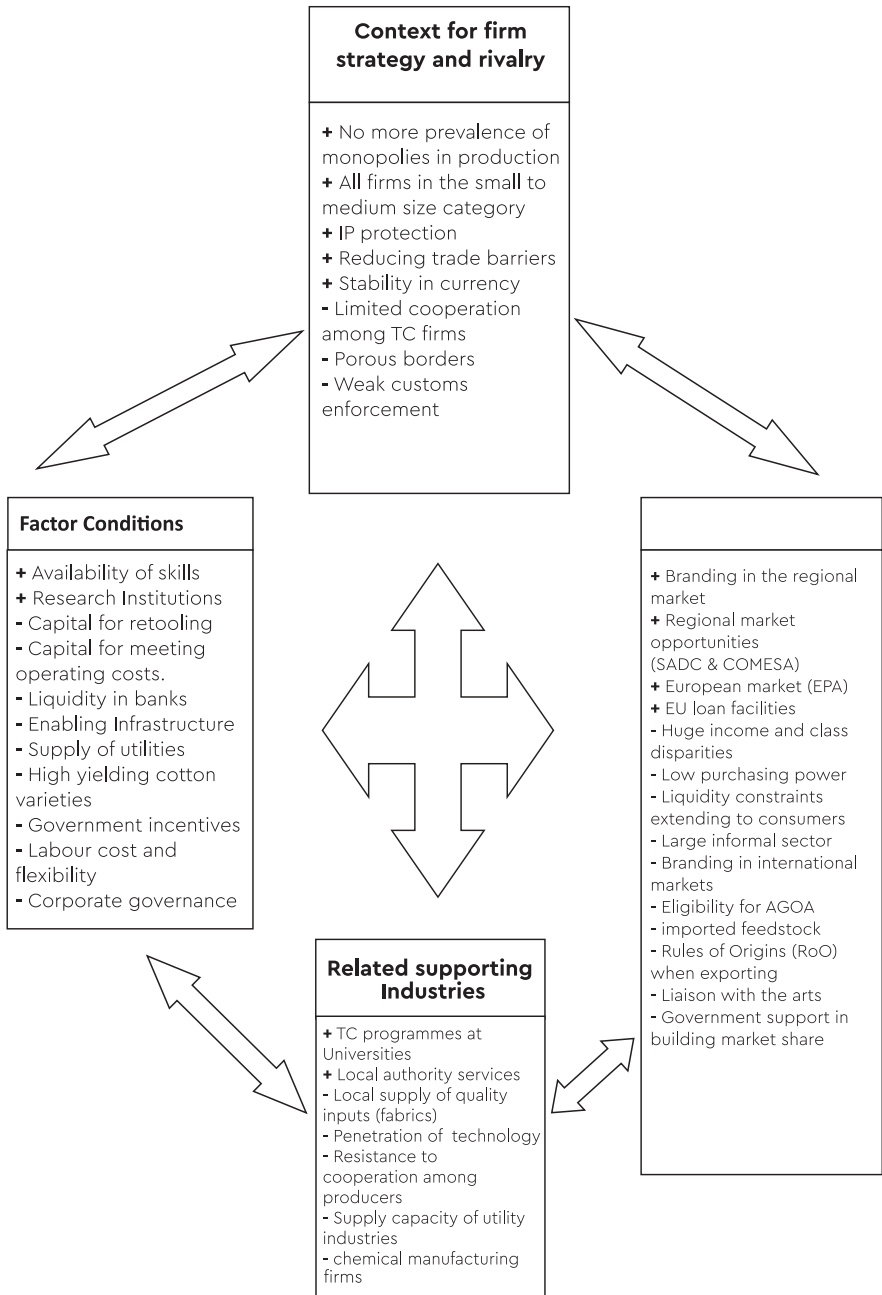 Context for firm
strategy and rivalry
+ No more prevalence of
monopolies in production
+ All firms in the small to
medium size category
+ IP protection
+ Reducing trade barriers
+ Stability in currency
- Limited cooperation
among TC firms
- Porous borders
- Weak customs
enforcement
Factor Conditions
+ Availability of skills
+ Research Institutions
- Capital for retooling
- Capital for meeting
operating costs.
- Liquidity in banks
- Enabling Infrastructure
- Supply of utilities
- High yielding cotton
varieties
- Government incentives
- Labour cost and
flexibility
- Corporate governance
+ Branding in the regional
market
+ Regional market
opportunities
(SADC & COMESA)
+ European market (EPA)
+ EU loan facilities
- Huge income and class
disparities
- Low purchasing power
- Liquidity constraints
extending to consumers
- Large informal sector
- Branding in international
markets
- Eligibility for AGOA
- imported feedstock
- Rules of Origins (RoO)
when exporting
- Liaison with the arts
- Government support in
building market share
Related supporting
Industries
+ TC programmes at
Universities
+ Local authority services
- Local supply of quality
inputs (fabrics)
- Penetration of technology
- Resistance to
cooperation among
producers
- Supply capacity of utility
industries
- chemical manufacturing
firms